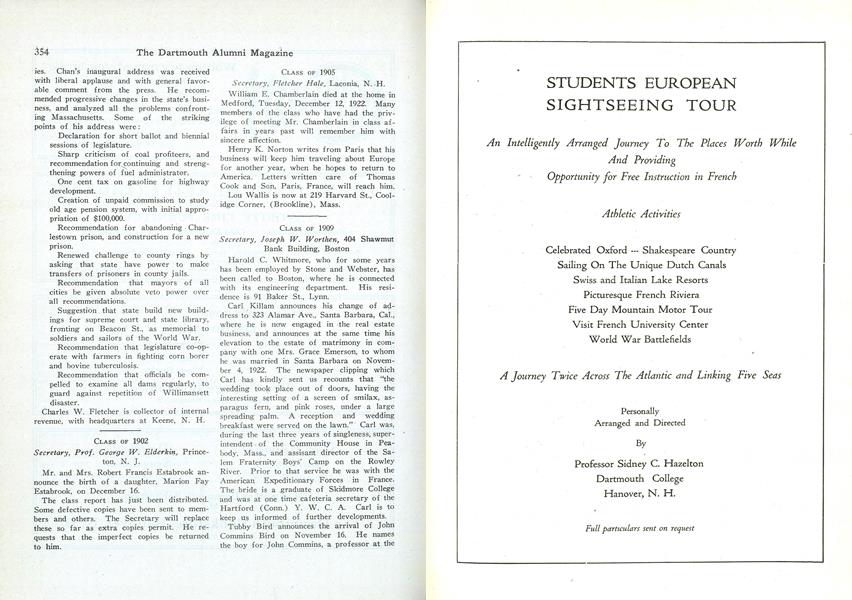 354
The Dartmouth Alumni Magazine
ies. Chan's inaugural address was received
with liberal applause and with general favor-
able comment from the press. He recom-
mended progressive changes in the state's busi-
ness, and analyzed all the problems confront-
ing Massachusetts. Some of the striking
points of his address were:
Declaration for short ballot and biennial
sessions of legislature.
Sharp criticism of coal profiteers, and
recommendation for continuing and streng-
thening powers of fuel administrator.
One cent tax on gasoline for highway
development.
Creation of unpaid commission to study
old age pension system, with initial appro-
priation of $100,000.
Recommendation for abandoning Char-
lestown prison, and construction for a new
prison.
Renewed challenge to county rings by
asking that state have power to make
transfers of prisoners in county jails.
Recommendation that mayors of all
cities be given absolute veto power over
all recommendations.
Suggestion that state build new build-
ings for supreme court and state library,
fronting on Beacon St., as memorial to
soldiers and sailors of the World War.
Recommendation that legislature co-op-
erate with farmers in fighting corn borer
and bovine tuberculosis.
Recommendation that officials be com-
pelled to examine all dams regularly, to
guard against repetition of Willimansett
disaster.
Charles W. Fletcher is collector of internal
revenue, with headquarters at Keene, N. H.
Class of 1902
Secretary, Prof. George W. Elderkin, Prince-
ton, N. J.
Mr. and Mrs. Robert Francis Estabrook an-
nounce the birth of a daughter, Marion Fay
Estabrook, on December 16.
The class report has just been distributed.
Some defective copies have been sent to mem-
bers and others. The Secretary will replace
these so far as extra copies permit. He re-
quests that the imperfect copies be returned
to him.
Class of 1905
Secretary, Fletcher Hale, Laconia, N. H.
William E. Chamberlain died at the home in
Medford, Tuesday, December 12, 1922. Many
members of the class who have had the priv-
ilege of meeting Mr. Chamberlain in class af-
fairs in years past will remember him with
sincere affection.
Henry K. Norton writes from Paris that his
business will keep him traveling about Europe
for another year, when he hopes to return to
America. Letters written care of Thomas
Cook and Son, Paris, France, will reach him.
Lou Wallis is now at 219 Harvard St., Cool-
idge Corner, (Brookline), Mass.
Class of 1909
Secretary, Joseph W. Worthen, 404 Shawmut
Bank Building, Boston
Harold C. Whitmore, who for some years
has been employed by Stone and Webster, has
been called to Boston, where he is connected
with its engineering department. His resi-
dence is 91 Baker St., Lynn.
Carl Killam announces his change of ad-
dress to 323 Alamar Ave., Santa Barbara, Cal.,
where he is now engaged in the real estate
business, and announces at the same time his
elevation to the estate of matrimony in com-
pany with one Mrs. Grace Emerson, to whom
he was married in Santa Barbara on Novem-
ber 4, 1922. The newspaper clipping which
Carl has kindly sent us recounts that "the
wedding took place out of doors, having the
interesting setting of a screen of smilax, as-
paragus fern, and pink roses, under a large
spreading palm. A reception and wedding
breakfast were served on the lawn." Carl was,
during the last three years of singleness, super-
intendent of the Community House in Pea-
body, Mass., and assisant director of the Sa-
lem Fraternity Boys' Camp on the Rowley
River. Prior to that service he was with the
American Expeditionary Forces in France.
The bride is a graduate of Skidmore College
and was at one time cafeteria secretary of the
Hartford (Conn.) Y. W. C. A. Carl is to
keep us informed of further developments.
Tubby Bird announces the arrival of John
Commins Bird on November 16. He names
the boy for John Commins, a professor at the
STUDENTS EUROPEAN
SIGHTSEEING TOUR
An Intelligently Arranged Journey To The Places Worth While
And Providing
Opportunity for Free Instruction in French
Athletic Activities
Celebrated Oxford --- Shakespeare Country
Sailing On The Unique Dutch Canals
Swiss and Italian Lake Resorts
Picturesque French Riviera
Five Day Mountain Motor Tour
Visit French University Center
World War Battlefields
A Journey Twice Across The Atlantic and Linking Five Seas
Personally
Arranged and Directed
By
Professor Sidney C. Hazelton
Dartmouth College
Hanover, N. H.
Full particulars sent on request